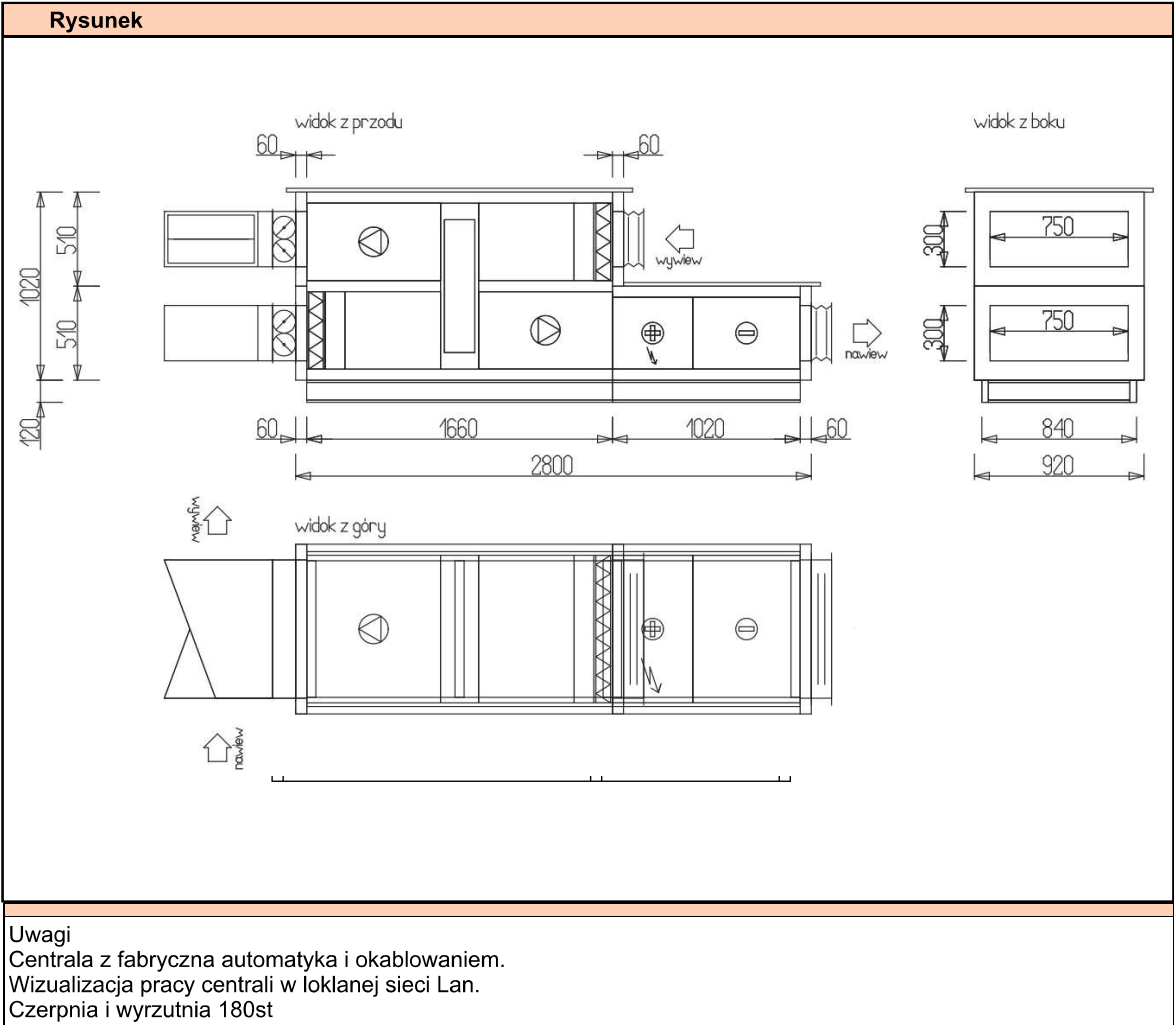 Rysunek
widok z przodu
widok z boku
60
60
510
1020
510
120
wywiew
nawiew
300
750
300
750
60
1660
1020
60
2800
840
920
wywiew
widok z góry
nawiew
Uwagi
Centrala z fabryczna automatyka i okablowaniem.
Wizualizacja pracy centrali w loklanej sieci Lan.
Czerpnia i wyrzutnia 180st